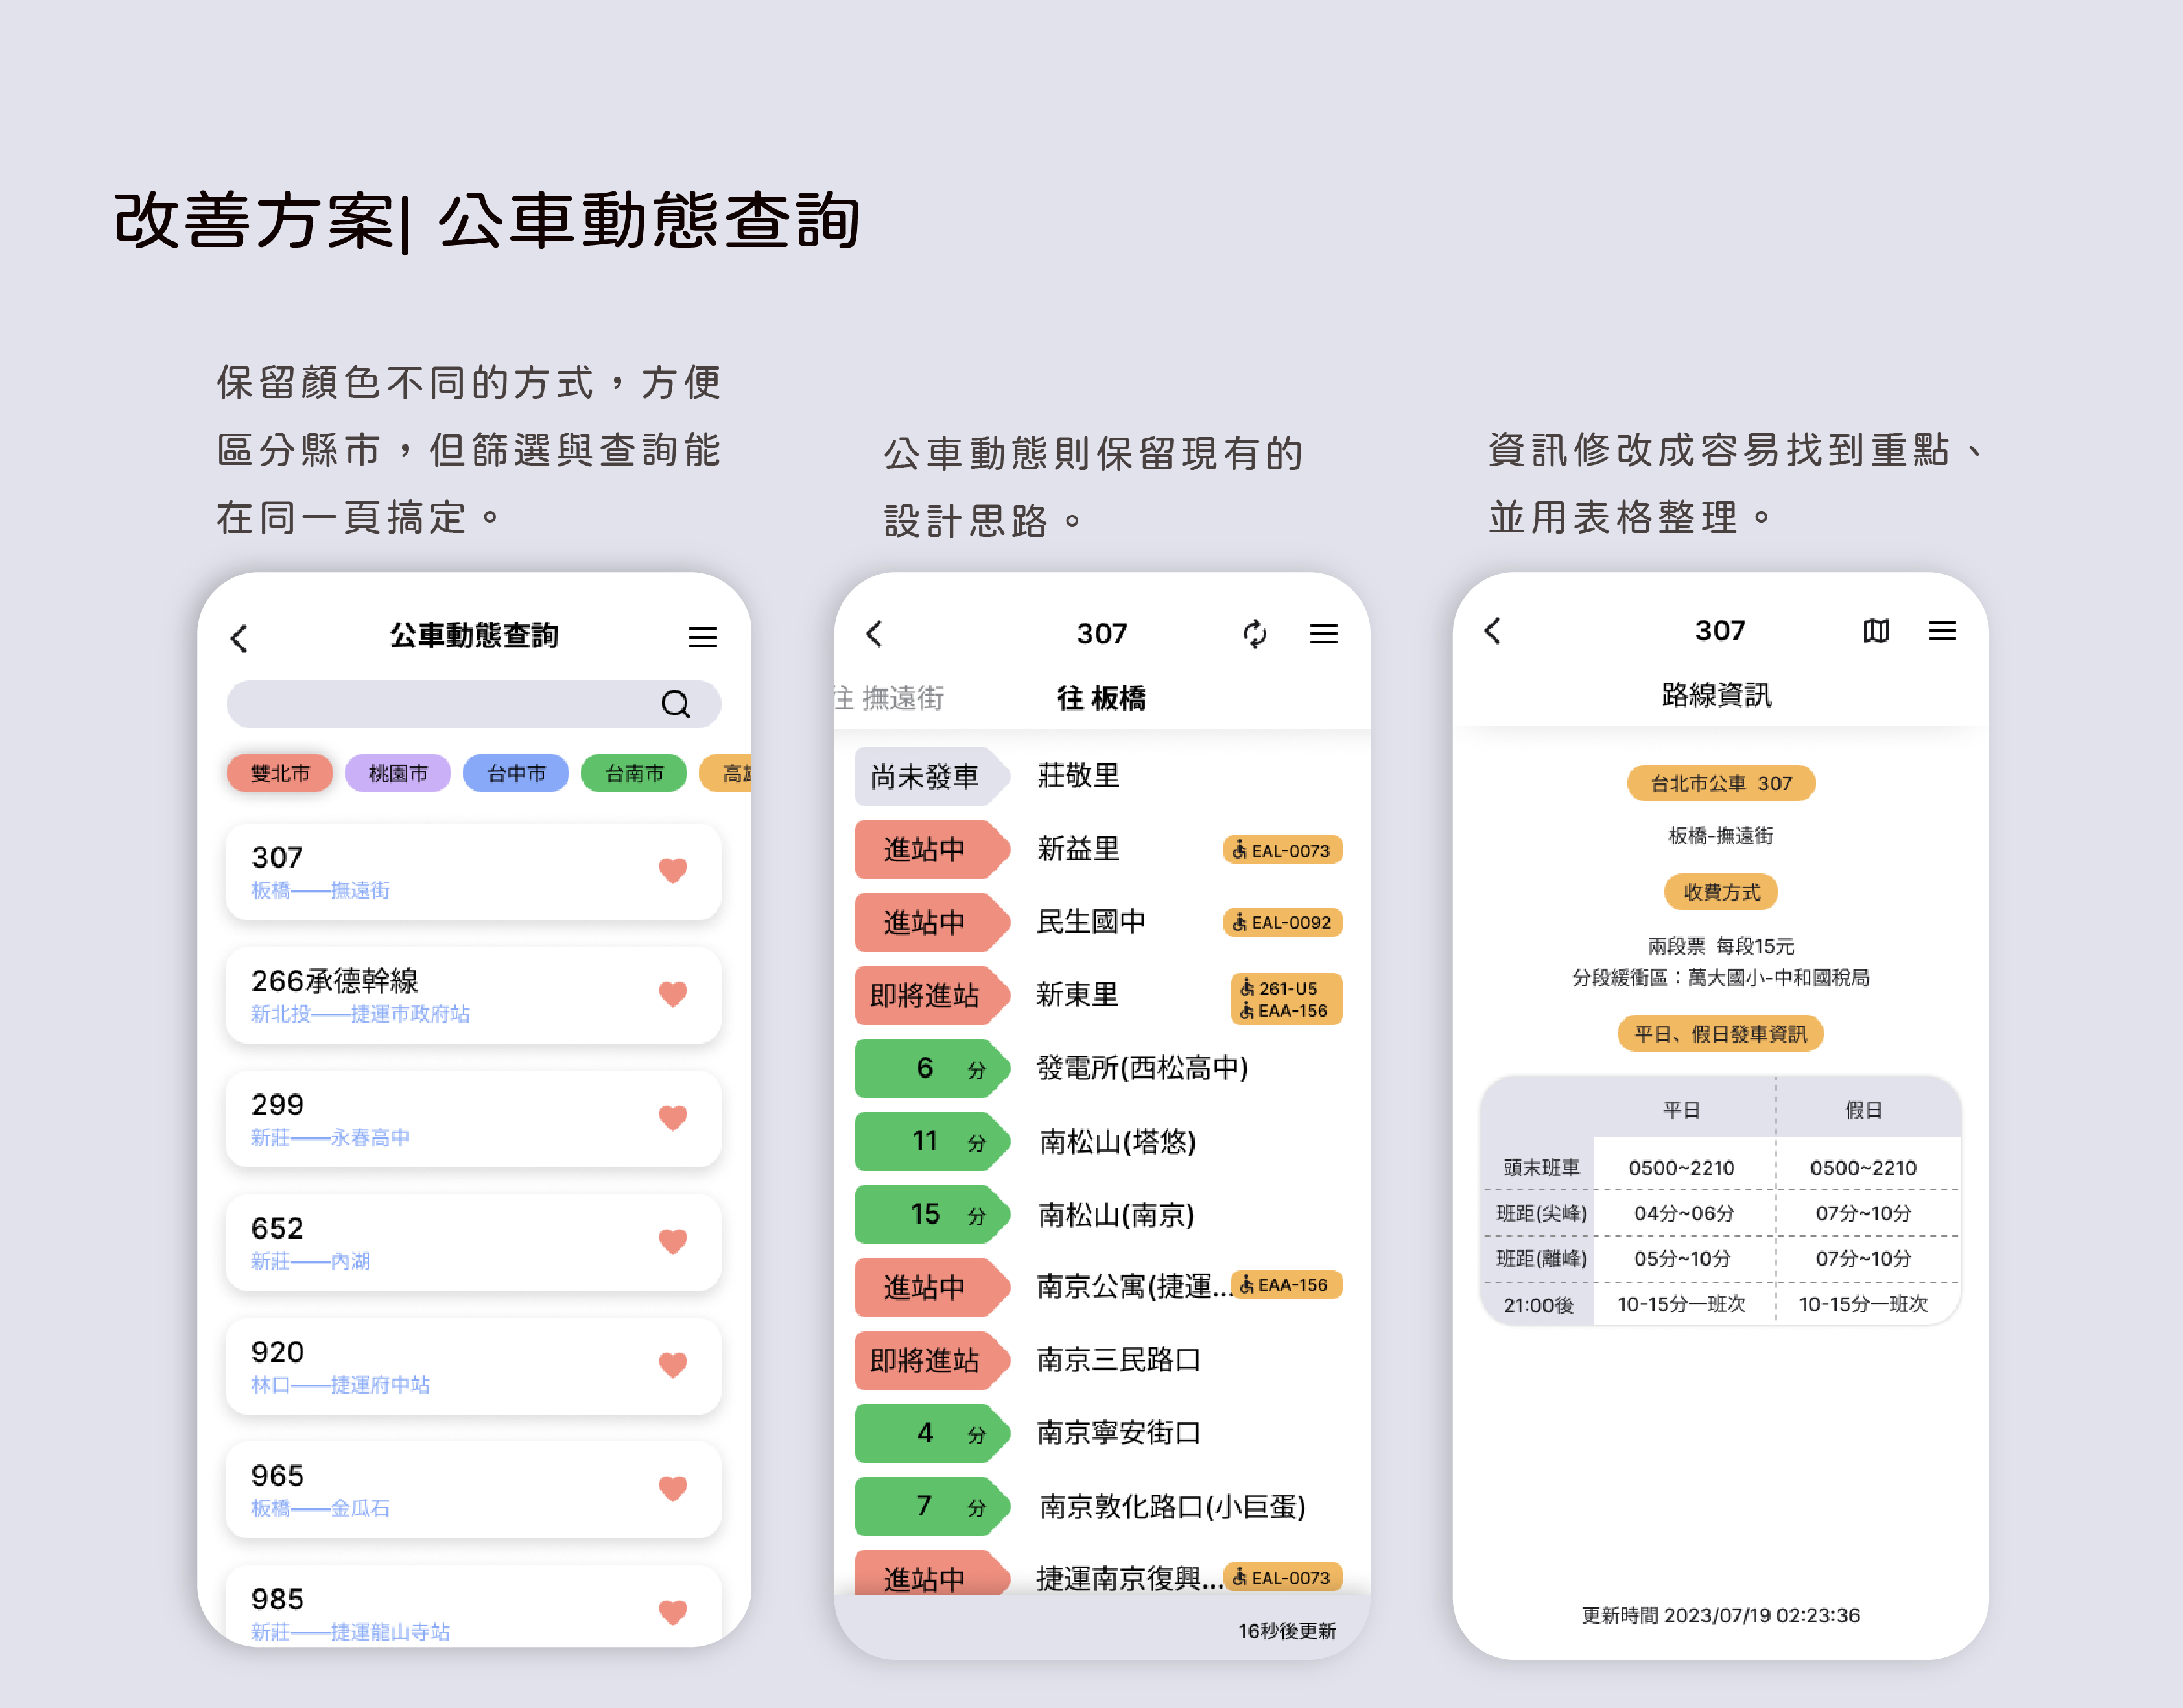 改善方案| 公車動態查詢
保留顏色不同的方式，方便
區分縣市，但篩選與查詢能
在同一頁搞定。
公車動態則保留現有的
設計思路。
資訊修改成容易找到重點、
並用表格整理。
公車動態查詢
雙北市 桃園市 台中市 台南市 高雄
307
板橋——撫遠街
266承德幹線
新北投——捷運市政府站
299
新莊——永春高中
652
新莊——內湖
920
林口——捷運府中站
965
板橋——金瓜石
985
新莊——捷運龍山寺站
307
往 撫遠街 往 板橋
尚未發車 莊敬里
進站中 新益里 EAL-0073
進站中 民生國中 EAL-0092
即將進站 新東里 261-U5
EAA-156
6 分 發電所(西松高中)
11 分 南松山(塔悠)
15 分 南松山(南京)
進站中 南京公寓(捷運... EAA-156
即將進站 南京三民路口
4 分 南京寧安街口
7 分 南京敦化路口(小巨蛋)
進站中 捷運南京復興... EAL-0073
16秒後更新
307
路線資訊
台北市公車 307
板橋-撫遠街
收費方式
兩段票 每段15元
分段緩衝區：萬大國小-中和國稅局
平日、假日發車資訊
平日 假日
頭末班車 0500~2210 0500~2210
班距(尖峰) 04分~06分 07分~10分
班距(離峰) 05分~10分 07分~10分
21:00後 10-15分一班次 10-15分一班次
更新時間 2023/07/19 02:23:36